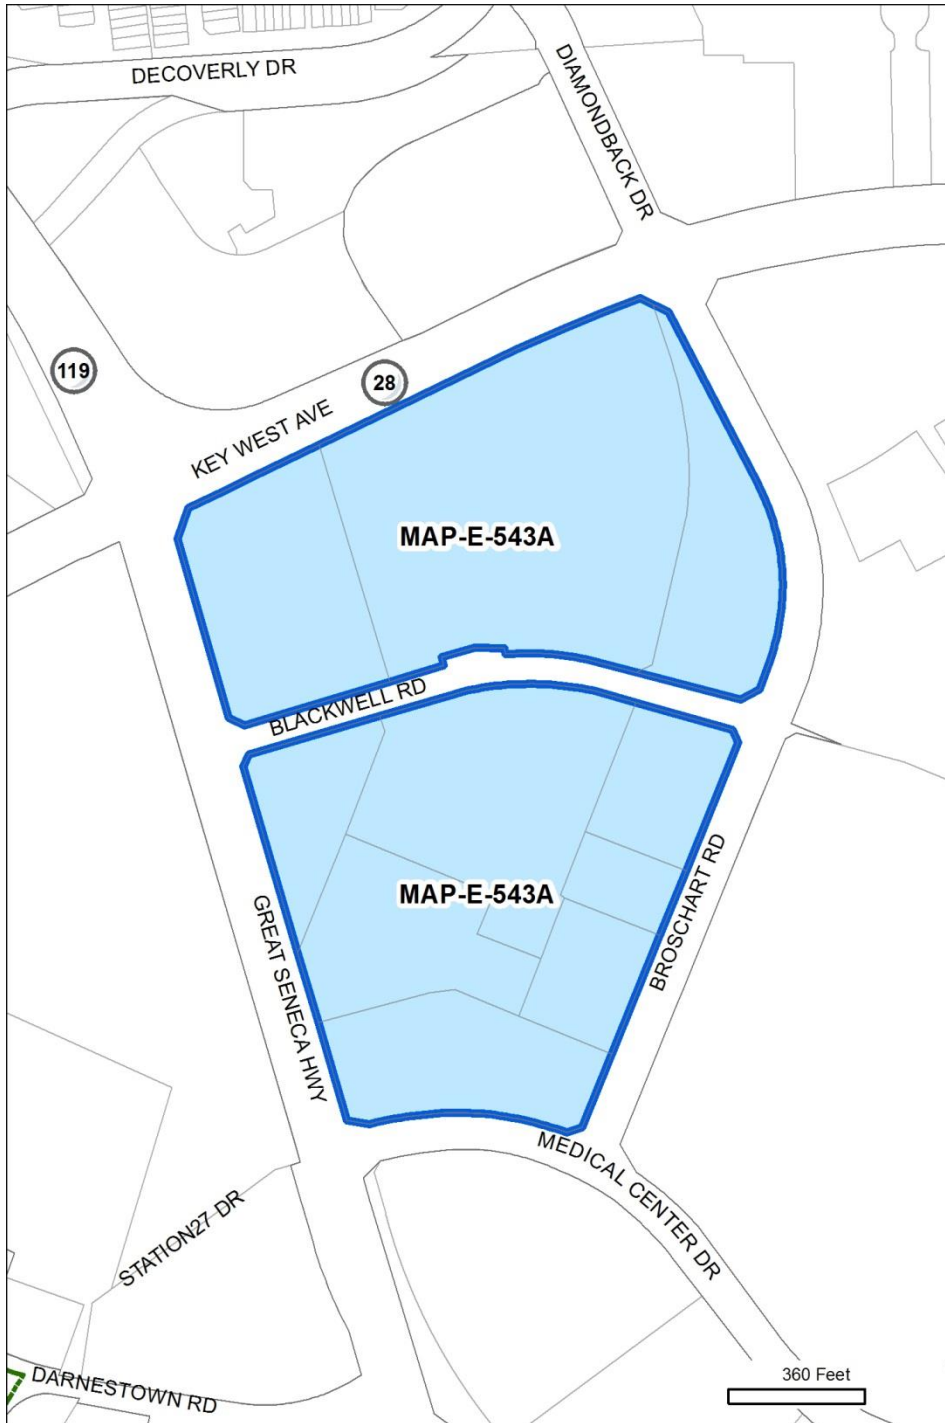 DECOVERLY DR
DIAMONDBACK DR
119
28
KEY WEST AVE
MAP-E-543A
BLACKWELL RD
MAP-E-543A
BROSCHART RD
GREAT SENECA HWY
MEDICAL CENTER DR
STATION27 DR
360 Feet
DARNESTOWN RD